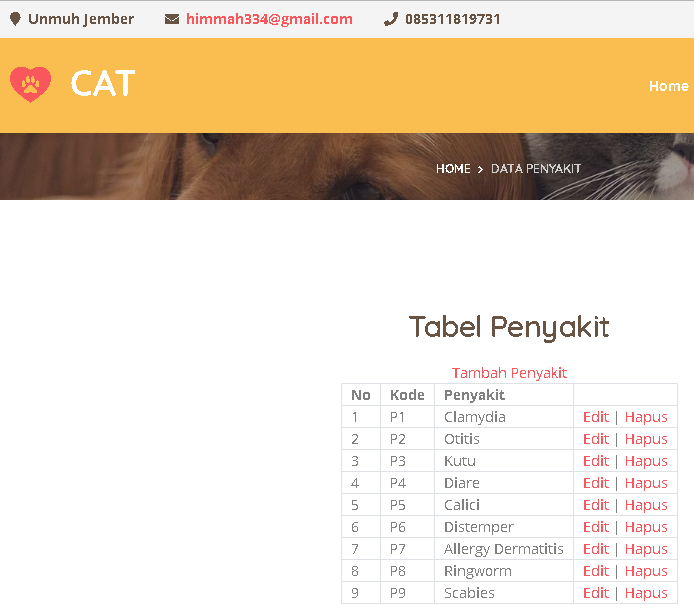 Unmuh Jember himmah334@gmail.com 085311819731
CAT Home
HOME > DATA PENYAKIT
Tabel Penyakit
Tambah Penyakit
No Kode Penyakit
1 P1 Clamydia Edit | Hapus
2 P2 Otitis Edit | Hapus
3 P3 Kutu Edit | Hapus
4 P4 Diare Edit | Hapus
5 P5 Calici Edit | Hapus
6 P6 Distemper Edit | Hapus
7 P7 Allergy Dermatitis Edit | Hapus
8 P8 Ringworm Edit | Hapus
9 P9 Scabies Edit | Hapus